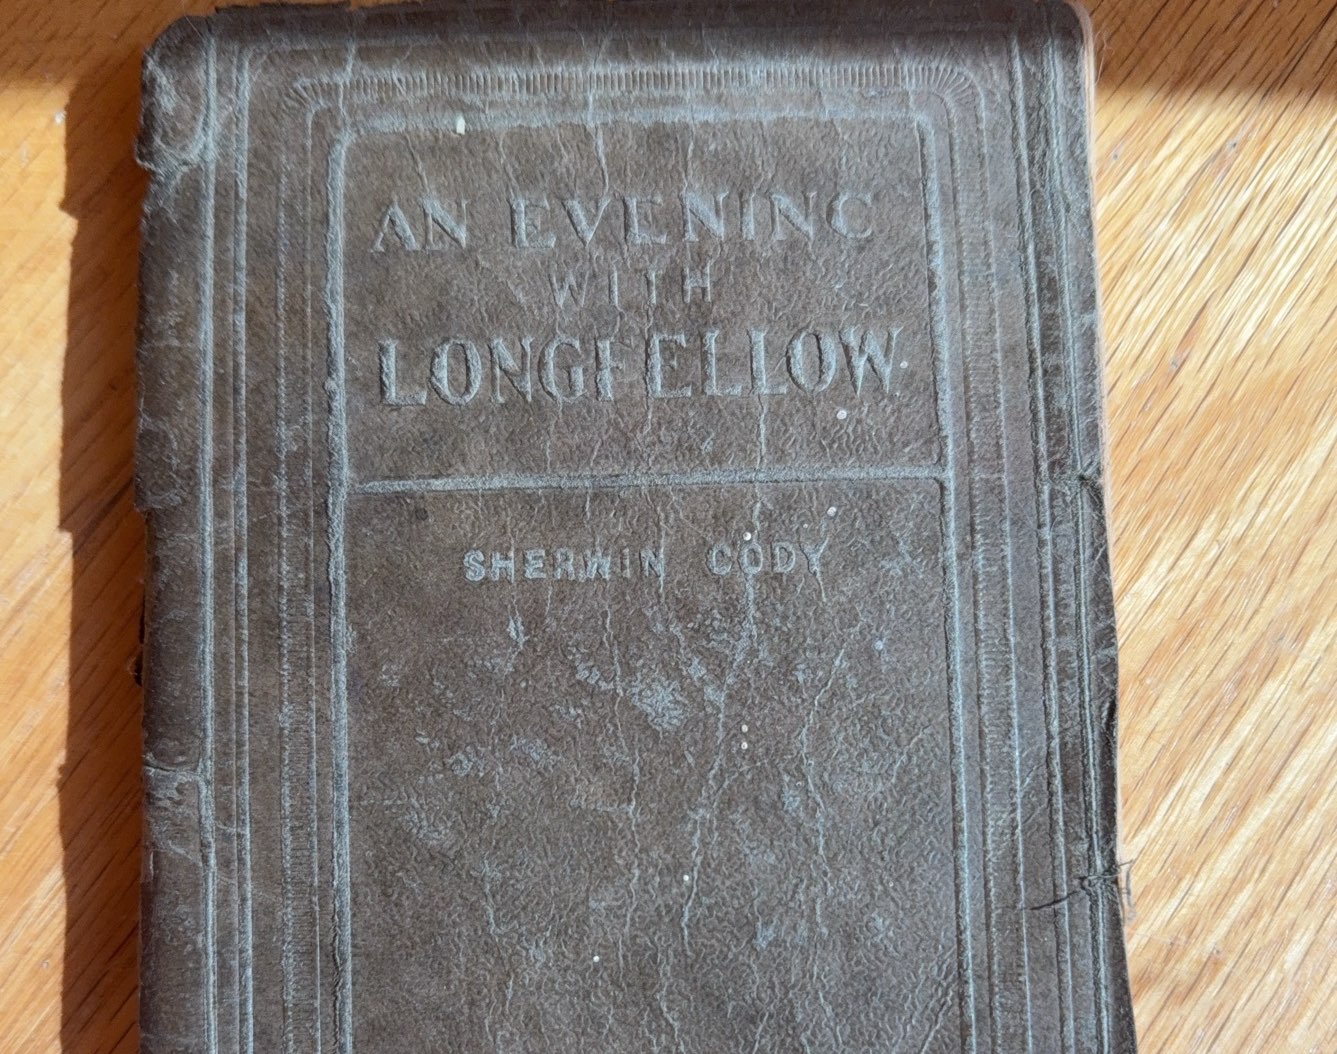 AN EVENING
WITH
LONGFELLOW
SHERWIN CODY